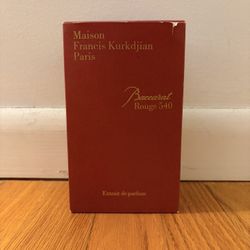 Maison
Francis Kurkdjian
Paris
Baccarat
Rouge 540
Extrait de parfum